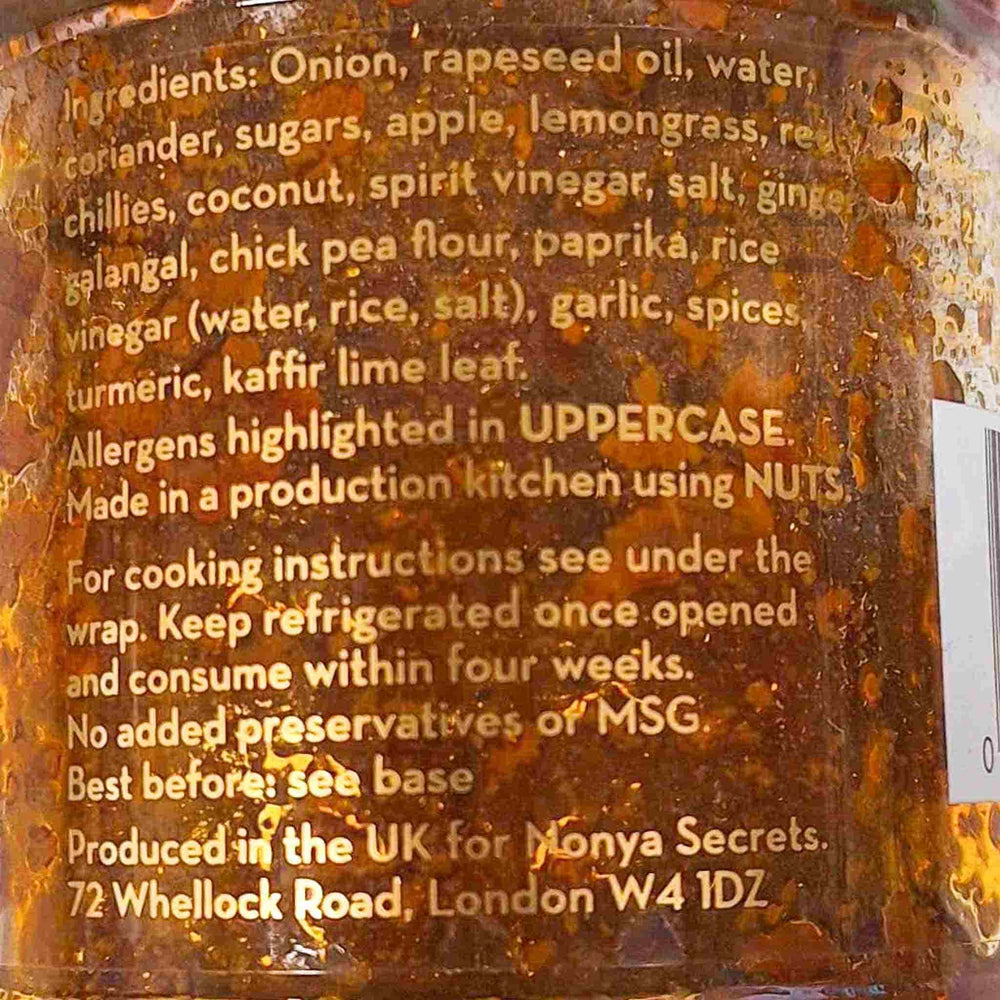 Ingredients: Onion, rapeseed oil, water,
coriander, sugars, apple, lemongrass, re
chillies, coconut, spirit vinegar, salt, ginger
galangal, chick pea flour, paprika, rice
vinegar (water, rice, salt), garlic, spices,
turmeric, kaffir lime leaf.
Allergens highlighted in UPPERCASE.
Made in a production kitchen using NUTS.
For cooking instructions see under the
wrap. Keep refrigerated once opened
and consume within four weeks.
No added preservatives or MSG.
Best before: see base
Produced in the UK for Monya Secrets.
72 Whellock Road, London W4 1DZ
0